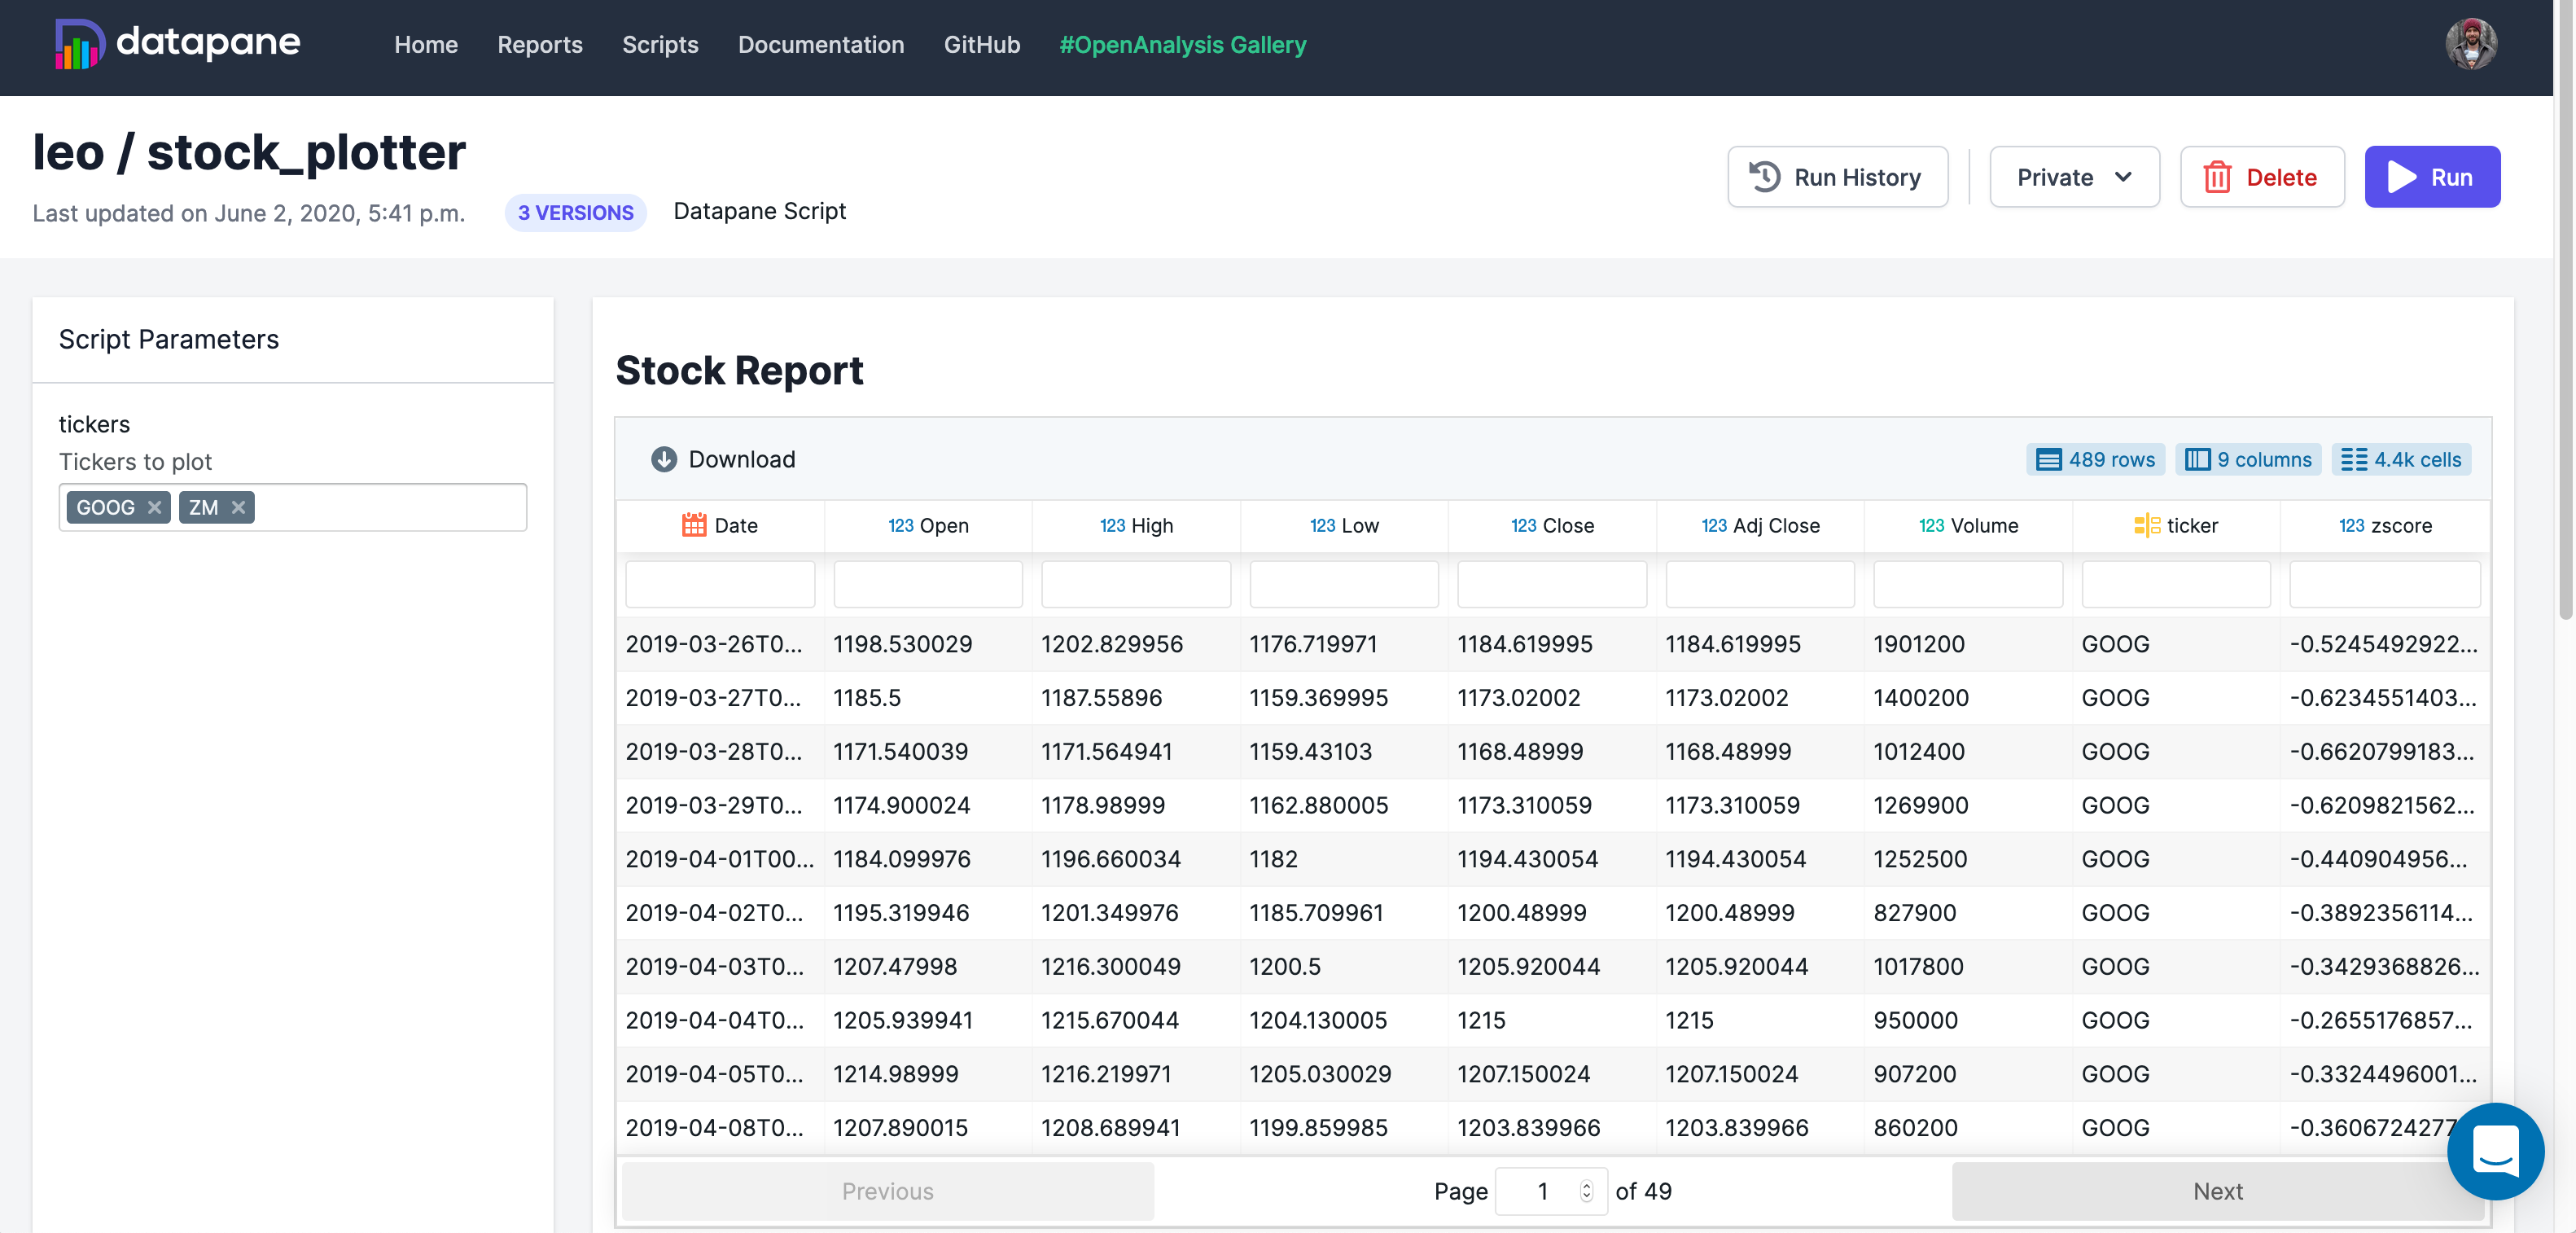 datapane Home Reports Scripts Documentation GitHub #OpenAnalysis Gallery
leo / stock_plotter
Last updated on June 2, 2020, 5:41 p.m. 3 VERSIONS Datapane Script
Run History Private Delete Run
Script Parameters
tickers
Tickers to plot
GOOG ZM
Stock Report
Download 489 rows 9 columns 4.4k cells
Date 123 Open 123 High 123 Low 123 Close 123 Adj Close 123 Volume ticker 123 zscore
2019-03-26T0... 1198.530029 1202.829956 1176.719971 1184.619995 1184.619995 1901200 GOOG -0.5245492922...
2019-03-27T0... 1185.5 1187.55896 1159.369995 1173.02002 1173.02002 1400200 GOOG -0.6234551403...
2019-03-28T0... 1171.540039 1171.564941 1159.43103 1168.48999 1168.48999 1012400 GOOG -0.6620799183...
2019-03-29T0... 1174.900024 1178.98999 1162.880005 1173.310059 1173.310059 1269900 GOOG -0.6209821562...
2019-04-01T00... 1184.099976 1196.660034 1182 1194.430054 1194.430054 1252500 GOOG -0.440904956...
2019-04-02T0... 1195.319946 1201.349976 1185.709961 1200.48999 1200.48999 827900 GOOG -0.3892356114...
2019-04-03T0... 1207.47998 1216.300049 1200.5 1205.920044 1205.920044 1017800 GOOG -0.3429368826...
2019-04-04T0... 1205.939941 1215.670044 1204.130005 1215 1215 950000 GOOG -0.2655176857...
2019-04-05T0... 1214.98999 1216.219971 1205.030029 1207.150024 1207.150024 907200 GOOG -0.3324496001...
2019-04-08T0... 1207.890015 1208.689941 1199.859985 1203.839966 1203.839966 860200 GOOG -0.360672427
Previous Page 1 of 49 Next